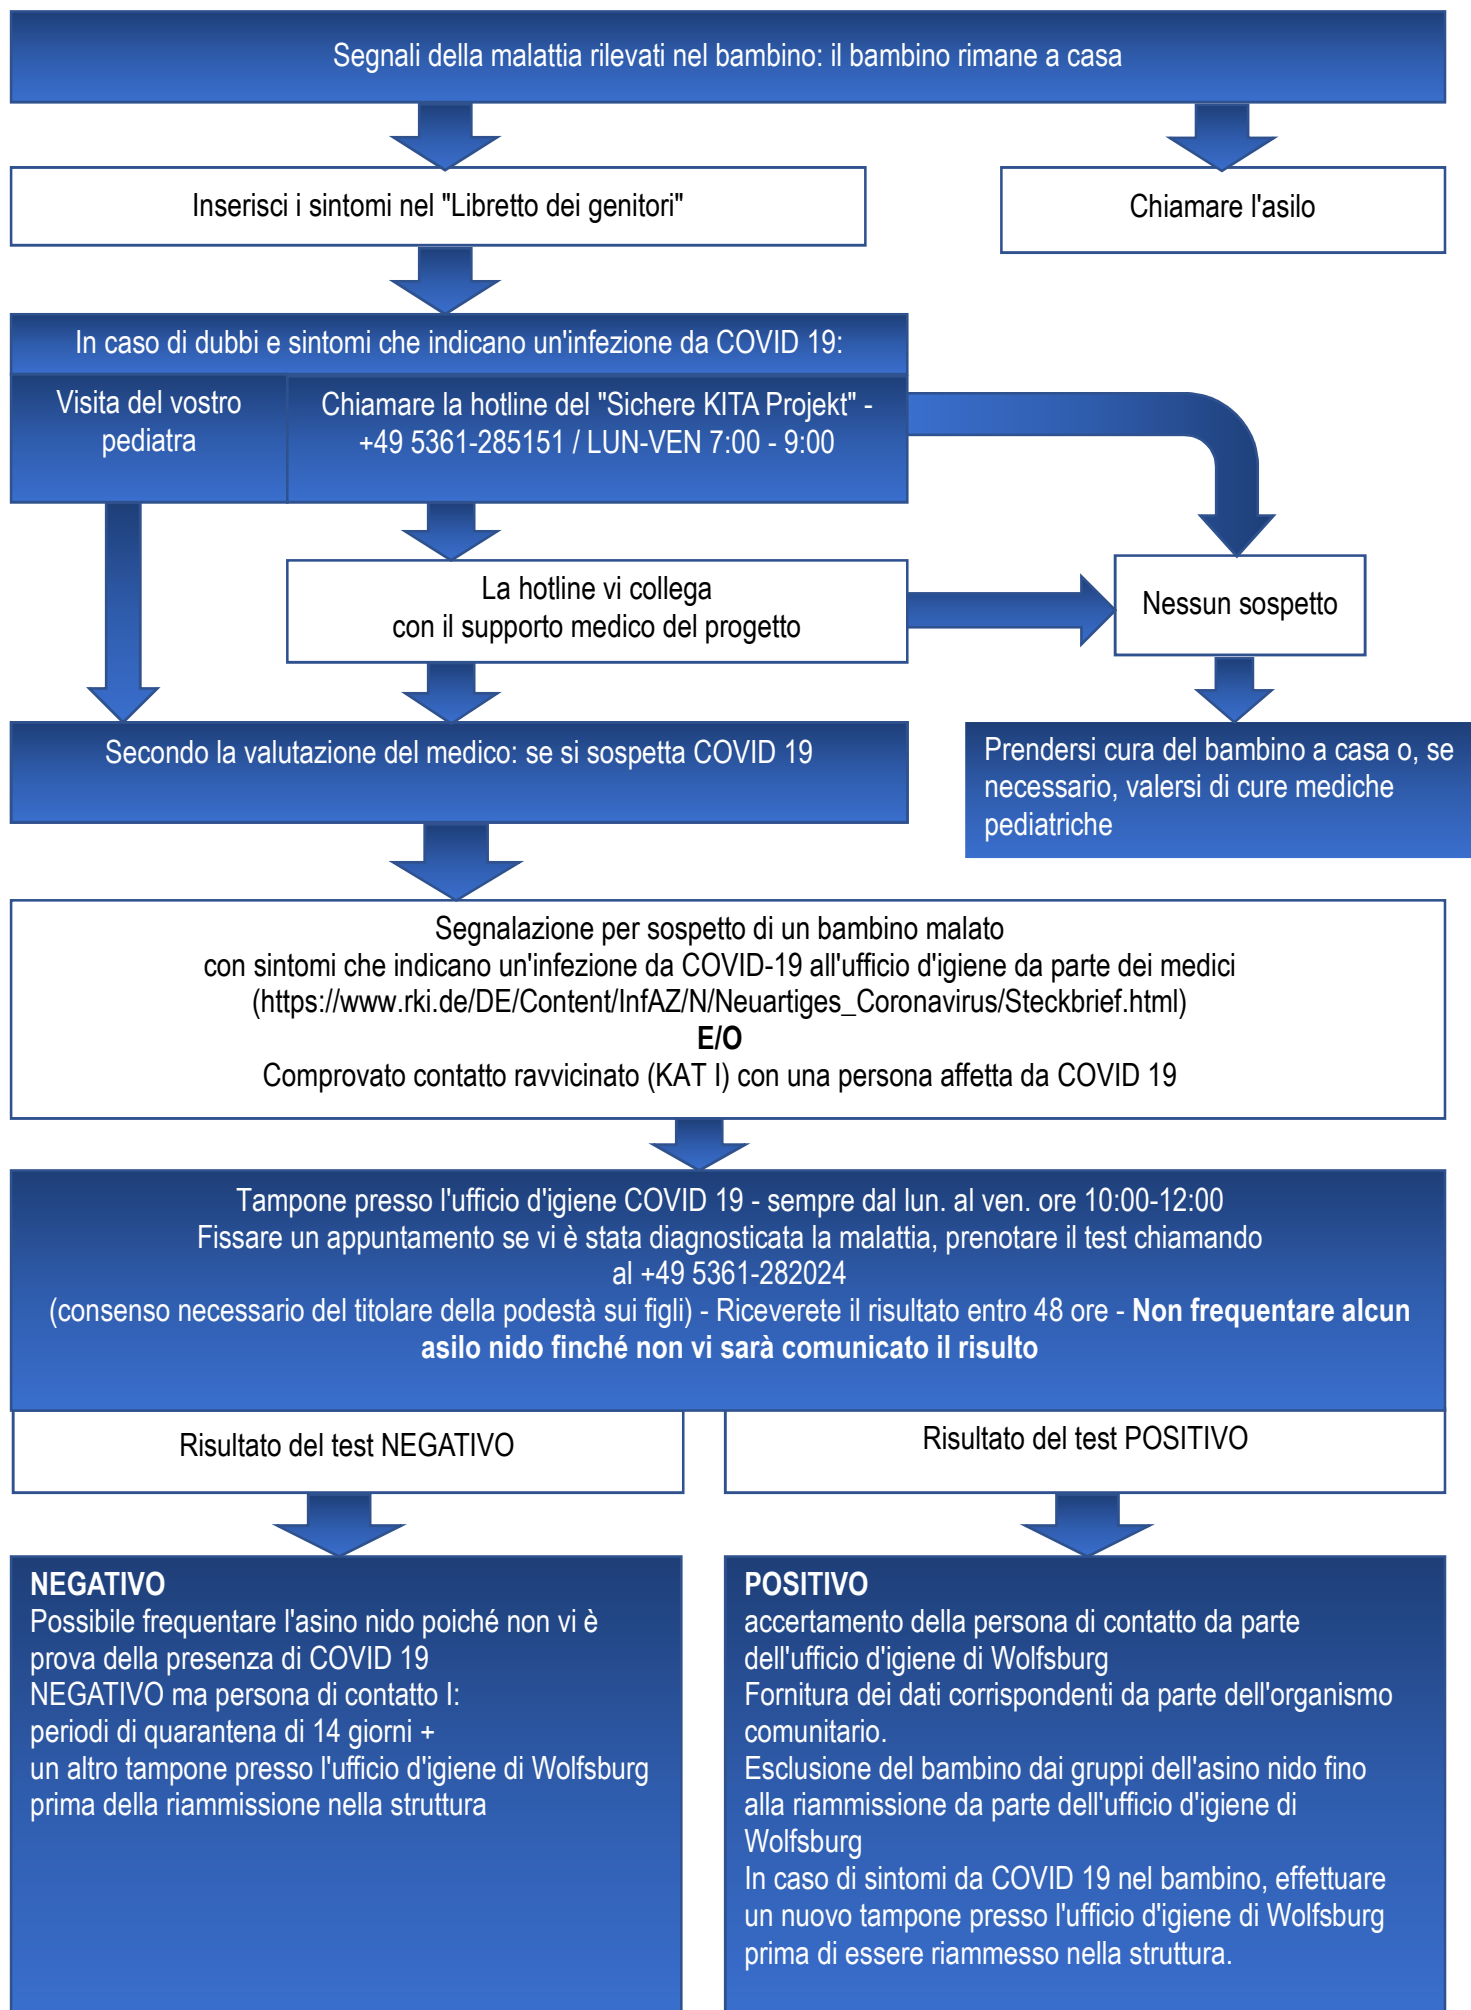 Segnali della malattia rilevati nel bambino: il bambino rimane a casa
Inserisci i sintomi nel "Libretto dei genitori"
Chiamare l'asilo
In caso di dubbi e sintomi che indicano un'infezione da COVID 19:
Visita del vostro
pediatra
Chiamare la hotline del "Sichere KITA Projekt" -
+49 5361-285151 / LUN-VEN 7:00 - 9:00
La hotline vi collega
con il supporto medico del progetto
Nessun sospetto
Secondo la valutazione del medico: se si sospetta COVID 19
Prendersi cura del bambino a casa o, se
necessario, valersi di cure mediche
pediatriche
Segnalazione per sospetto di un bambino malato
con sintomi che indicano un'infezione da COVID-19 all'ufficio d'igiene da parte dei medici
(https://www.rki.de/DE/Content/InfAZ/N/Neuartiges_Coronavirus/Steckbrief.html)
E/O
Comprovato contatto ravvicinato (KAT I) con una persona affetta da COVID 19
Tampone presso l'ufficio d'igiene COVID 19 - sempre dal lun. al ven. ore 10:00-12:00
Fissare un appuntamento se vi è stata diagnosticata la malattia, prenotare il test chiamando
al +49 5361-282024
(consenso necessario del titolare della podestà sui figli) - Riceverete il risultato entro 48 ore - Non frequentare alcun
asilo nido finché non vi sarà comunicato il risulto
Risultato del test NEGATIVO
Risultato del test POSITIVO
NEGATIVO
Possibile frequentare l'asino nido poiché non vi è
prova della presenza di COVID 19
NEGATIVO ma persona di contatto I:
periodi di quarantena di 14 giorni +
un altro tampone presso l'ufficio d'igiene di Wolfsburg
prima della riammissione nella struttura
POSITIVO
accertamento della persona di contatto da parte
dell'ufficio d'igiene di Wolfsburg
Fornitura dei dati corrispondenti da parte dell'organismo
comunitario.
Esclusione del bambino dai gruppi dell'asino nido fino
alla riammissione da parte dell'ufficio d'igiene di
Wolfsburg
In caso di sintomi da COVID 19 nel bambino, effettuare
un nuovo tampone presso l'ufficio d'igiene di Wolfsburg
prima di essere riammesso nella struttura.